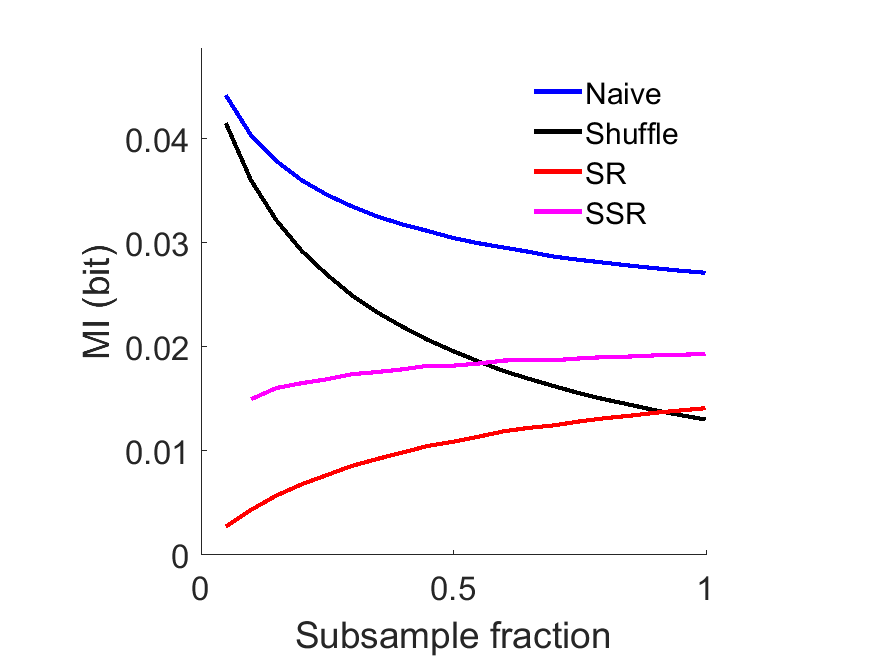 Naive
Shuffle
SR
SSR
MI (bit)
0.04
0.03
0.02
0.01
0
0 0.5 1
Subsample fraction